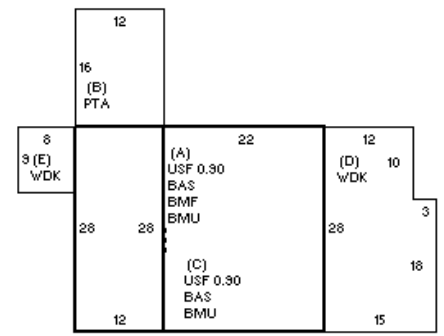 12
16
(B)
PTA
8
9 (E)
WDK
22
12
(A)
USF 0.90
BAS
BMF
BMU
(D)
WDK
10
3
28
28
28
18
(C)
USF 0.90
BAS
BMU
12
15